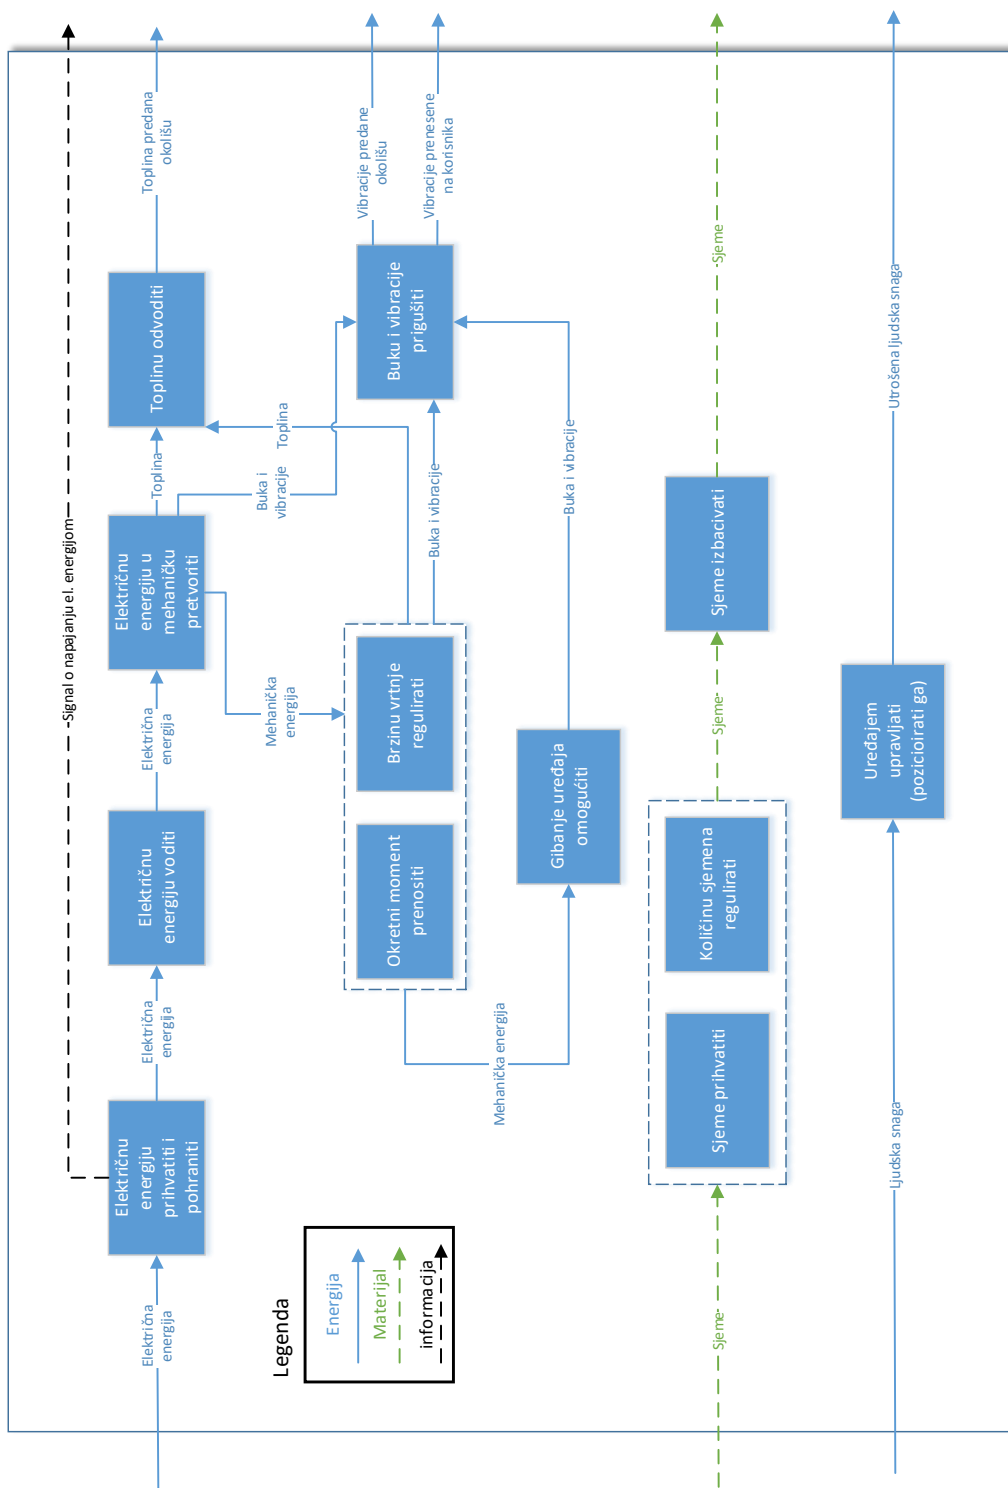 Signal o napajanju el. energijom
Električna
energija
Električnu
energiju
prihvatiti i
pohraniti
Električna
energija
Električnu
energiju voditi
Električna
energija
Električnu
energiju u
mehaničku
pretvoriti
Toplina
Toplinu odvoditi
Toplina predana
okolišu
Buka i
vibracije
Toplina
Mehanička
energija
Okretni moment
prenositi
Brzinu vrtnje
regulirati
Buka i vibracije
Buku i vibracije
prigušiti
Vibracije predane
okolišu
Vibracije prenesene
na korisnika
Mehanička energija
Gibanje uređaja
omogućiti
Buka i vibracije
Legenda
Energija
Materijal
informacija
Sjeme
Sjeme prihvatiti
Količinu sjemena
regulirati
Sjeme
Sjeme izbacivati
Sjeme
Ljudska snaga
Uređajem
upravljati
(pozicioirati ga)
Utrošena ljudska snaga